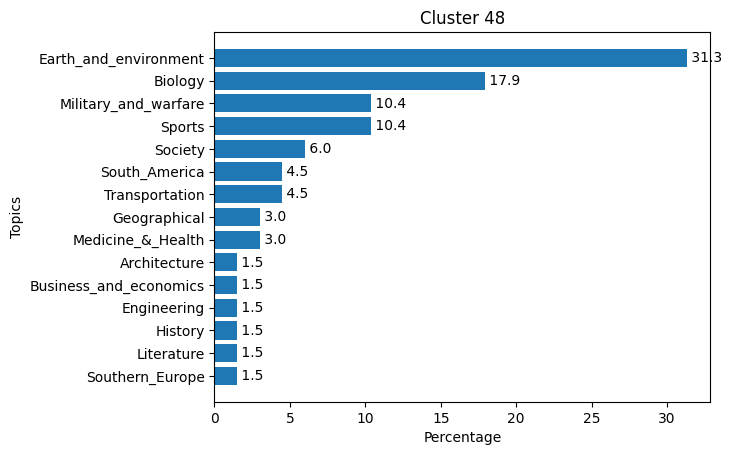 Cluster 48
Topics
Earth_and_environment 31.3
Biology 17.9
Military_and_warfare 10.4
Sports 10.4
Society 6.0
South_America 4.5
Transportation 4.5
Geographical 3.0
Medicine_&_Health 3.0
Architecture 1.5
Business_and_economics 1.5
Engineering 1.5
History 1.5
Literature 1.5
Southern_Europe 1.5
0 5 10 15 20 25 30
Percentage